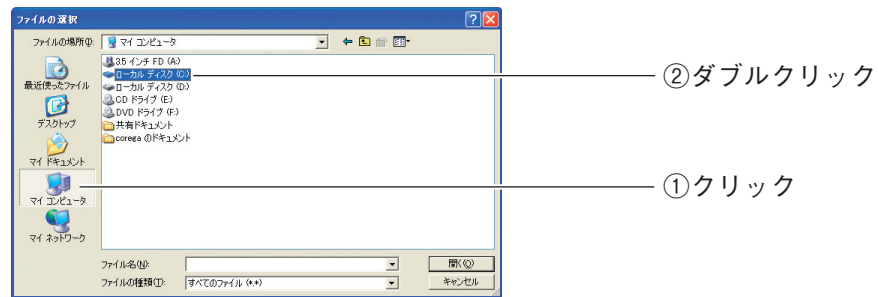 ファイルの選択
ファイルの場所(I):
マイ コンピュータ
最近使ったファイル
デスクトップ
マイ ドキュメント
マイ コンピュータ
マイ ネットワーク
3.5 インチ FD (A:)
ローカル ディスク (C:)
ローカル ディスク (D:)
CD ドライブ (E:)
DVD ドライブ (F:)
共有ドキュメント
corega のドキュメント
②ダブルクリック
①クリック
ファイル名(N):
開く(O)
ファイルの種類(T):
すべてのファイル (*.*)
キャンセル